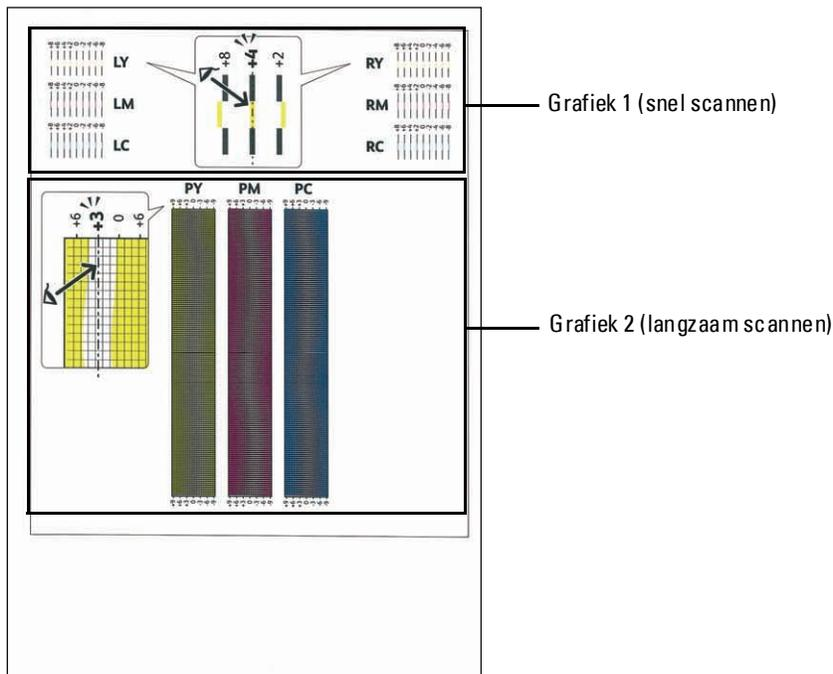 LY
LM
LC
+8 +4 +2
RY
RM
RC
Grafiek 1 (snel scannen)
PY PM PC
+6 +3 0 +6
Grafiek 2 (langzaam scannen)